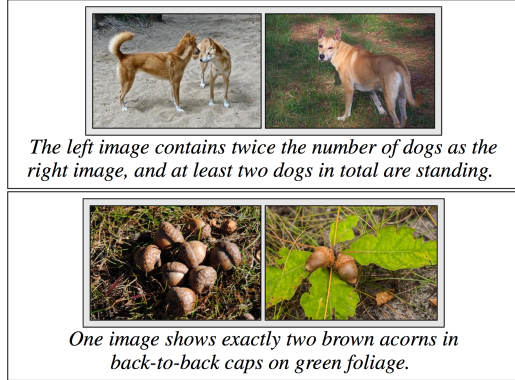 The left image contains twice the number of dogs as the
right image, and at least two dogs in total are standing.
One image shows exactly two brown acorns in
back-to-back caps on green foliage.